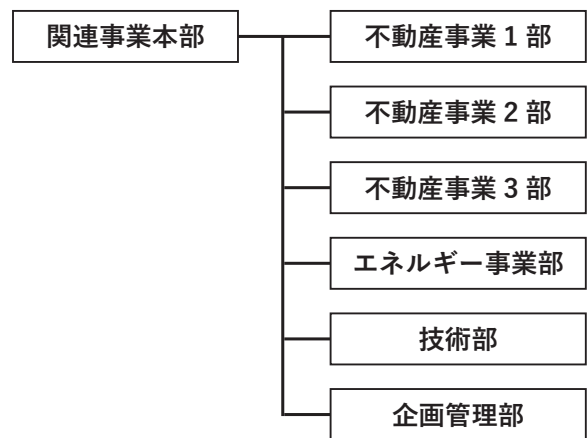 関連事業本部
不動産事業1部
不動産事業2部
不動産事業3部
エネルギー事業部
技術部
企画管理部